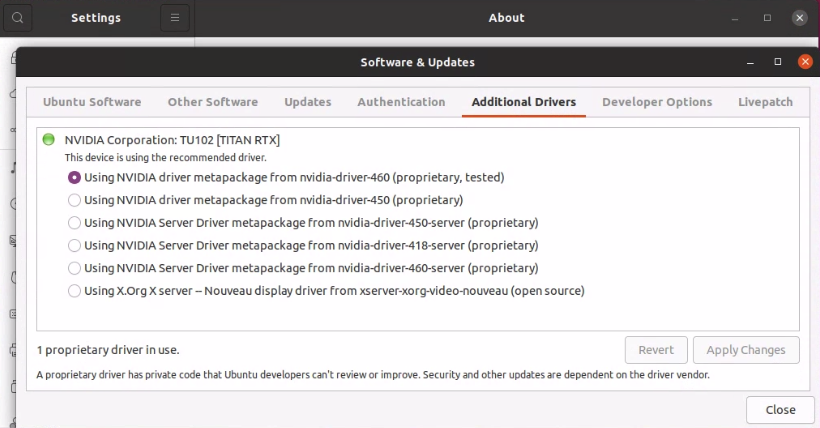 Settings
About
Software & Updates
Ubuntu Software
Other Software
Updates
Authentication
Additional Drivers
Developer Options
Livepatch
NVIDIA Corporation: TU102 [TITAN RTX]
This device is using the recommended driver.
Using NVIDIA driver metapackage from nvidia-driver-460 (proprietary, tested)
Using NVIDIA driver metapackage from nvidia-driver-450 (proprietary)
Using NVIDIA Server Driver metapackage from nvidia-driver-450-server (proprietary)
Using NVIDIA Server Driver metapackage from nvidia-driver-418-server (proprietary)
Using NVIDIA Server Driver metapackage from nvidia-driver-460-server (proprietary)
Using X.Org X server -- Nouveau display driver from xserver-xorg-video-nouveau (open source)
1 proprietary driver in use.
Revert
Apply Changes
A proprietary driver has private code that Ubuntu developers can't review or improve. Security and other updates are dependent on the driver vendor.
Close